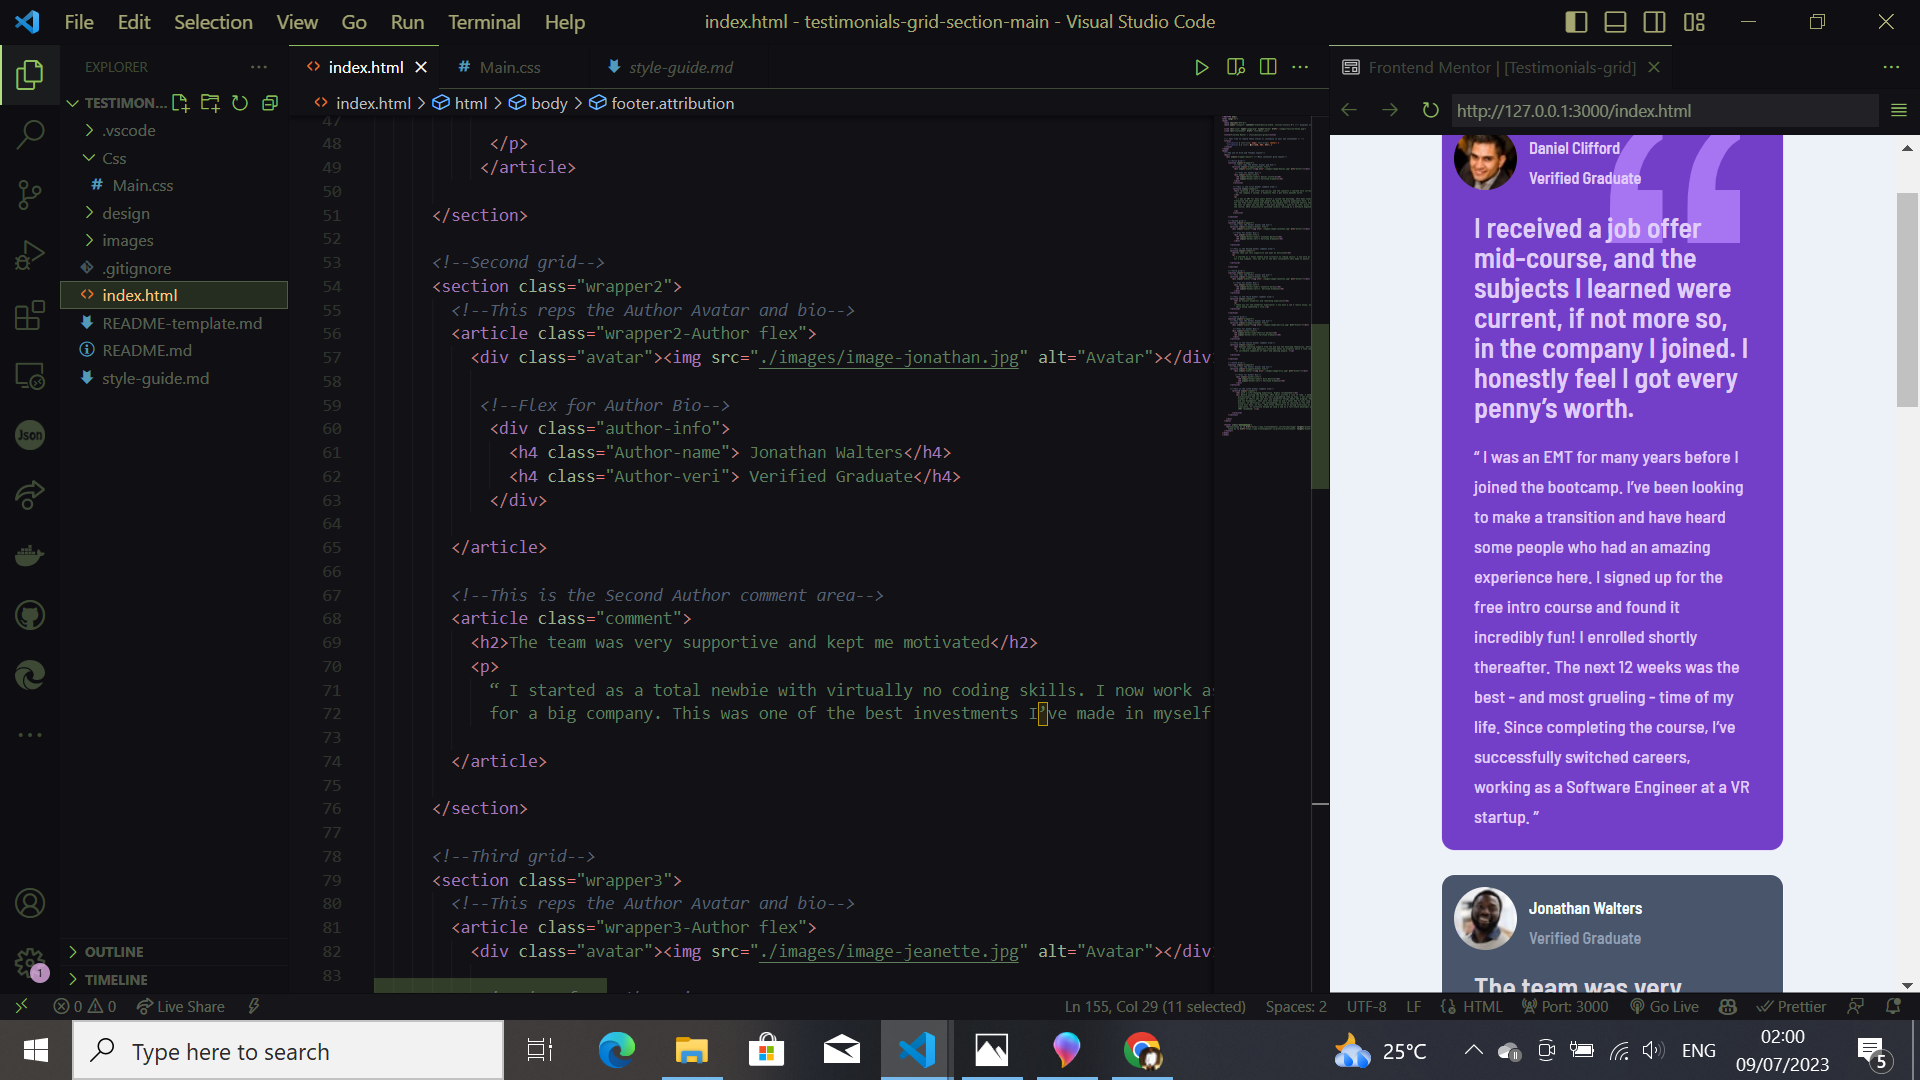 File Edit Selection View Go Run Terminal Help
index.html - testimonials-grid-section-main - Visual Studio Code
EXPLORER
TESTIMON...
.vscode
Css
# Main.css
design
images
.gitignore
index.html
README-template.md
README.md
style-guide.md
Json
OUTLINE
TIMELINE
1
index.html
# Main.css
style-guide.md
index.html > html > body > footer.attribution
47
48 </p>
49 </article>
50
51 </section>
52
53 <!--Second grid-->
54 <section class="wrapper2">
55 <!--This reps the Author Avatar and bio-->
56 <article class="wrapper2-Author flex">
57 <div class="avatar"><img src="./images/image-jonathan.jpg" alt="Avatar"></div
58
59 <!--Flex for Author Bio-->
60 <div class="author-info">
61 <h4 class="Author-name"> Jonathan Walters</h4>
62 <h4 class="Author-veri"> Verified Graduate</h4>
63 </div>
64
65 </article>
66
67 <!--This is the Second Author comment area-->
68 <article class="comment">
69 <h2>The team was very supportive and kept me motivated</h2>
70 <p>
71 “ I started as a total newbie with virtually no coding skills. I now work a
72 for a big company. This was one of the best investments I’ve made in myself
73
74 </article>
75
76 </section>
77
78 <!--Third grid-->
79 <section class="wrapper3">
80 <!--This reps the Author Avatar and bio-->
81 <article class="wrapper3-Author flex">
82 <div class="avatar"><img src="./images/image-jeanette.jpg" alt="Avatar"></div
83
Frontend Mentor | [Testimonials-grid]
http://127.0.0.1:3000/index.html
Daniel Clifford
Verified Graduate
I received a job offer
mid-course, and the
subjects I learned were
current, if not more so,
in the company I joined. I
honestly feel I got every
penny’s worth.
“ I was an EMT for many years before I
joined the bootcamp. I’ve been looking
to make a transition and have heard
some people who had an amazing
experience here. I signed up for the
free intro course and found it
incredibly fun! I enrolled shortly
thereafter. The next 12 weeks was the
best - and most grueling - time of my
life. Since completing the course, I’ve
successfully switched careers,
working as a Software Engineer at a VR
startup. ”
Jonathan Walters
Verified Graduate
The team was very
0 0 Live Share
Ln 155, Col 29 (11 selected) Spaces: 2 UTF-8 LF HTML Port: 3000 Go Live Prettier
Type here to search
25°C
ENG
02:00
09/07/2023
5